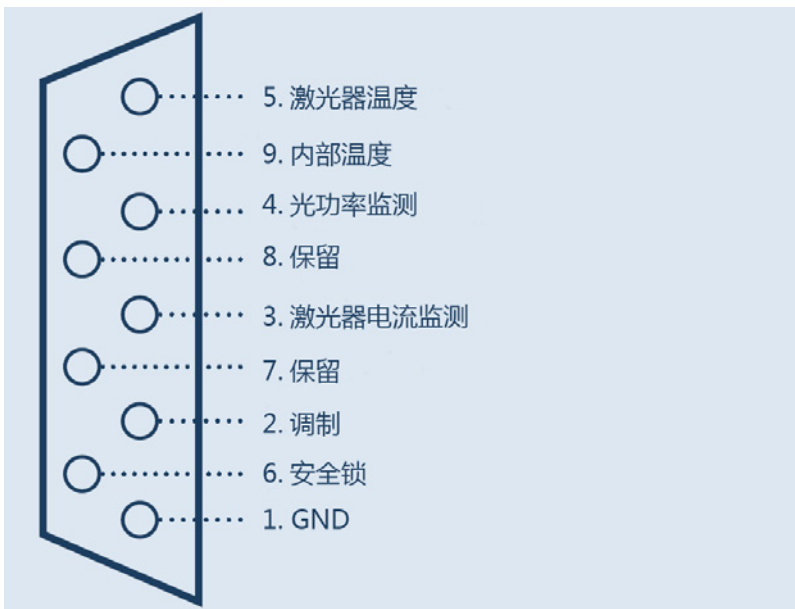 5. 激光器温度
9. 内部温度
4. 光功率监测
8. 保留
3. 激光器电流监测
7. 保留
2. 调制
6. 安全锁
1. GND